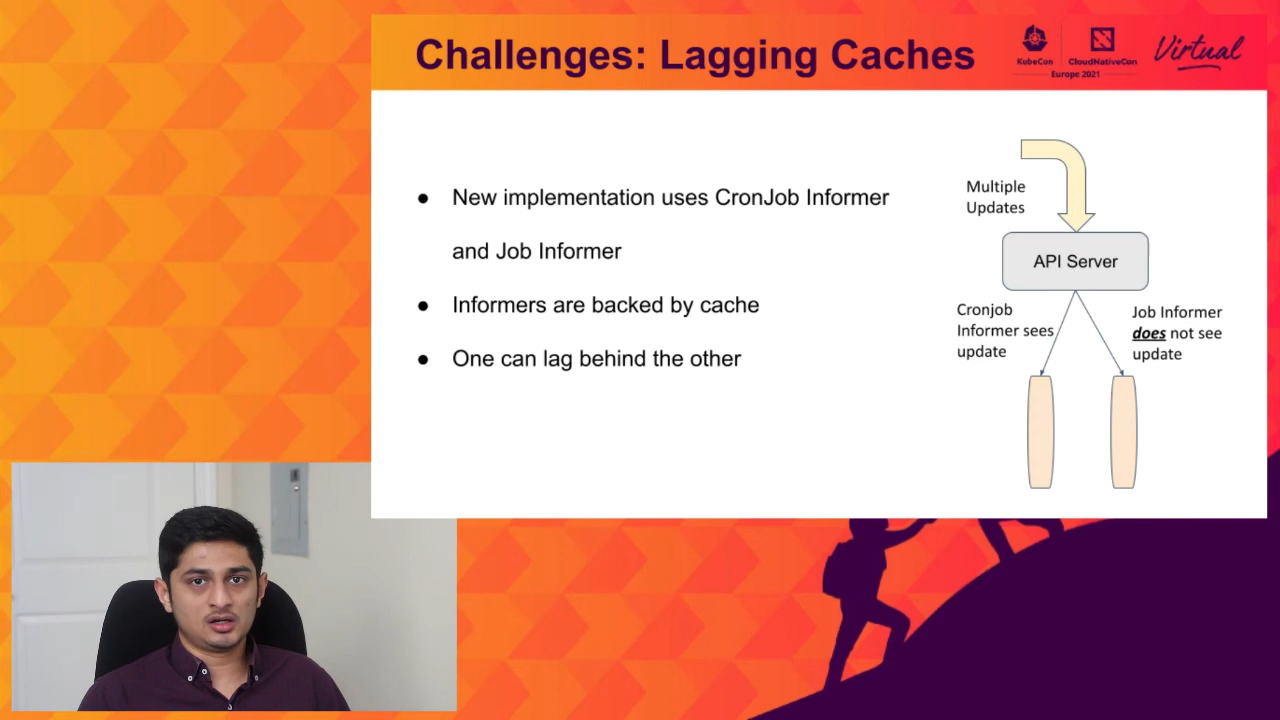 Challenges: Lagging Caches
KubeCon
CloudNativeCon
Europe 2021
Virtual
● New implementation uses CronJob Informer
and Job Informer
● Informers are backed by cache
● One can lag behind the other
Multiple
Updates
API Server
Cronjob
Informer sees
update
Job Informer
does not see
update